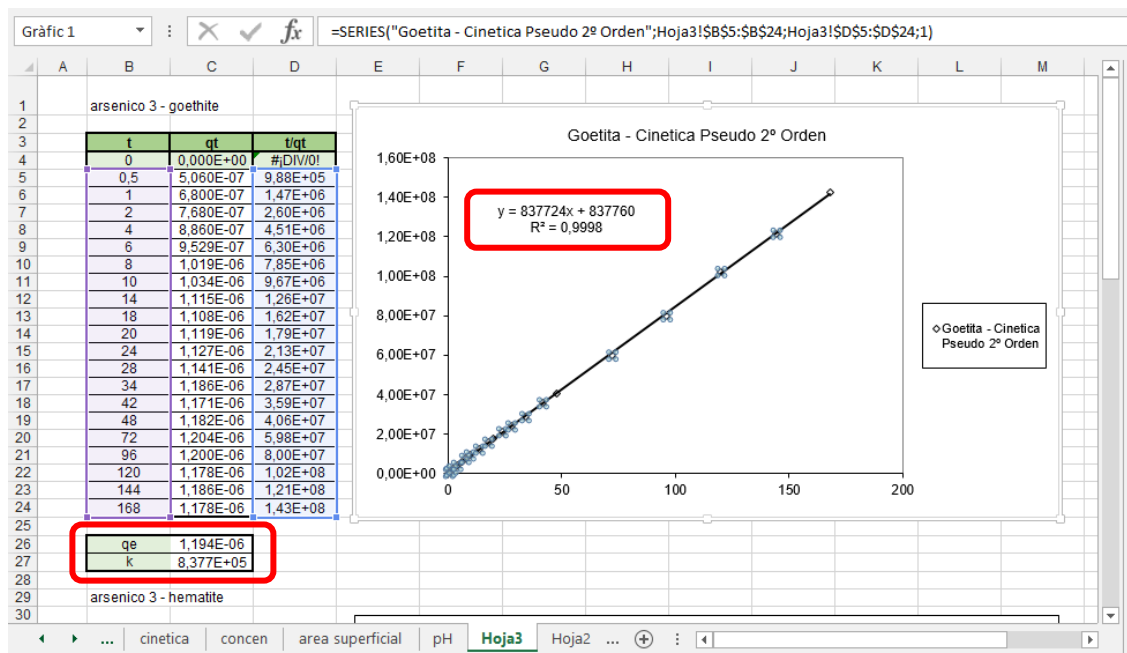 Gràfic 1 =SERIES("Goetita - Cinetica Pseudo 2º Orden";Hoja3!$B$5:$B$24;Hoja3!$D$5:$D$24;1)
A B C D E F G H I J K L M
1 arsenico 3 - goethite
2
3 t qt t/qt
4 0 0,000E+00 #¡DIV/0!
5 0,5 5,060E-07 9,88E+05
6 1 6,800E-07 1,47E+06
7 2 7,680E-07 2,60E+06
8 4 8,860E-07 4,51E+06
9 6 9,529E-07 6,30E+06
10 8 1,019E-06 7,85E+06
11 10 1,034E-06 9,67E+06
12 14 1,115E-06 1,26E+07
13 18 1,108E-06 1,62E+07
14 20 1,119E-06 1,79E+07
15 24 1,127E-06 2,13E+07
16 28 1,141E-06 2,45E+07
17 34 1,186E-06 2,87E+07
18 42 1,171E-06 3,59E+07
19 48 1,182E-06 4,06E+07
20 72 1,204E-06 5,98E+07
21 96 1,200E-06 8,00E+07
22 120 1,178E-06 1,02E+08
23 144 1,186E-06 1,21E+08
24 168 1,178E-06 1,43E+08
25
26 qe 1,194E-06
27 k 8,377E+05
28
29 arsenico 3 - hematite
30
Goetita - Cinetica Pseudo 2º Orden
1,60E+08
1,40E+08
1,20E+08
1,00E+08
8,00E+07
6,00E+07
4,00E+07
2,00E+07
0,00E+00
y = 837724x + 837760
R² = 0,9998
0 50 100 150 200
Goetita - Cinetica
Pseudo 2º Orden
... cinetica concen area superficial pH Hoja3 Hoja2 ...